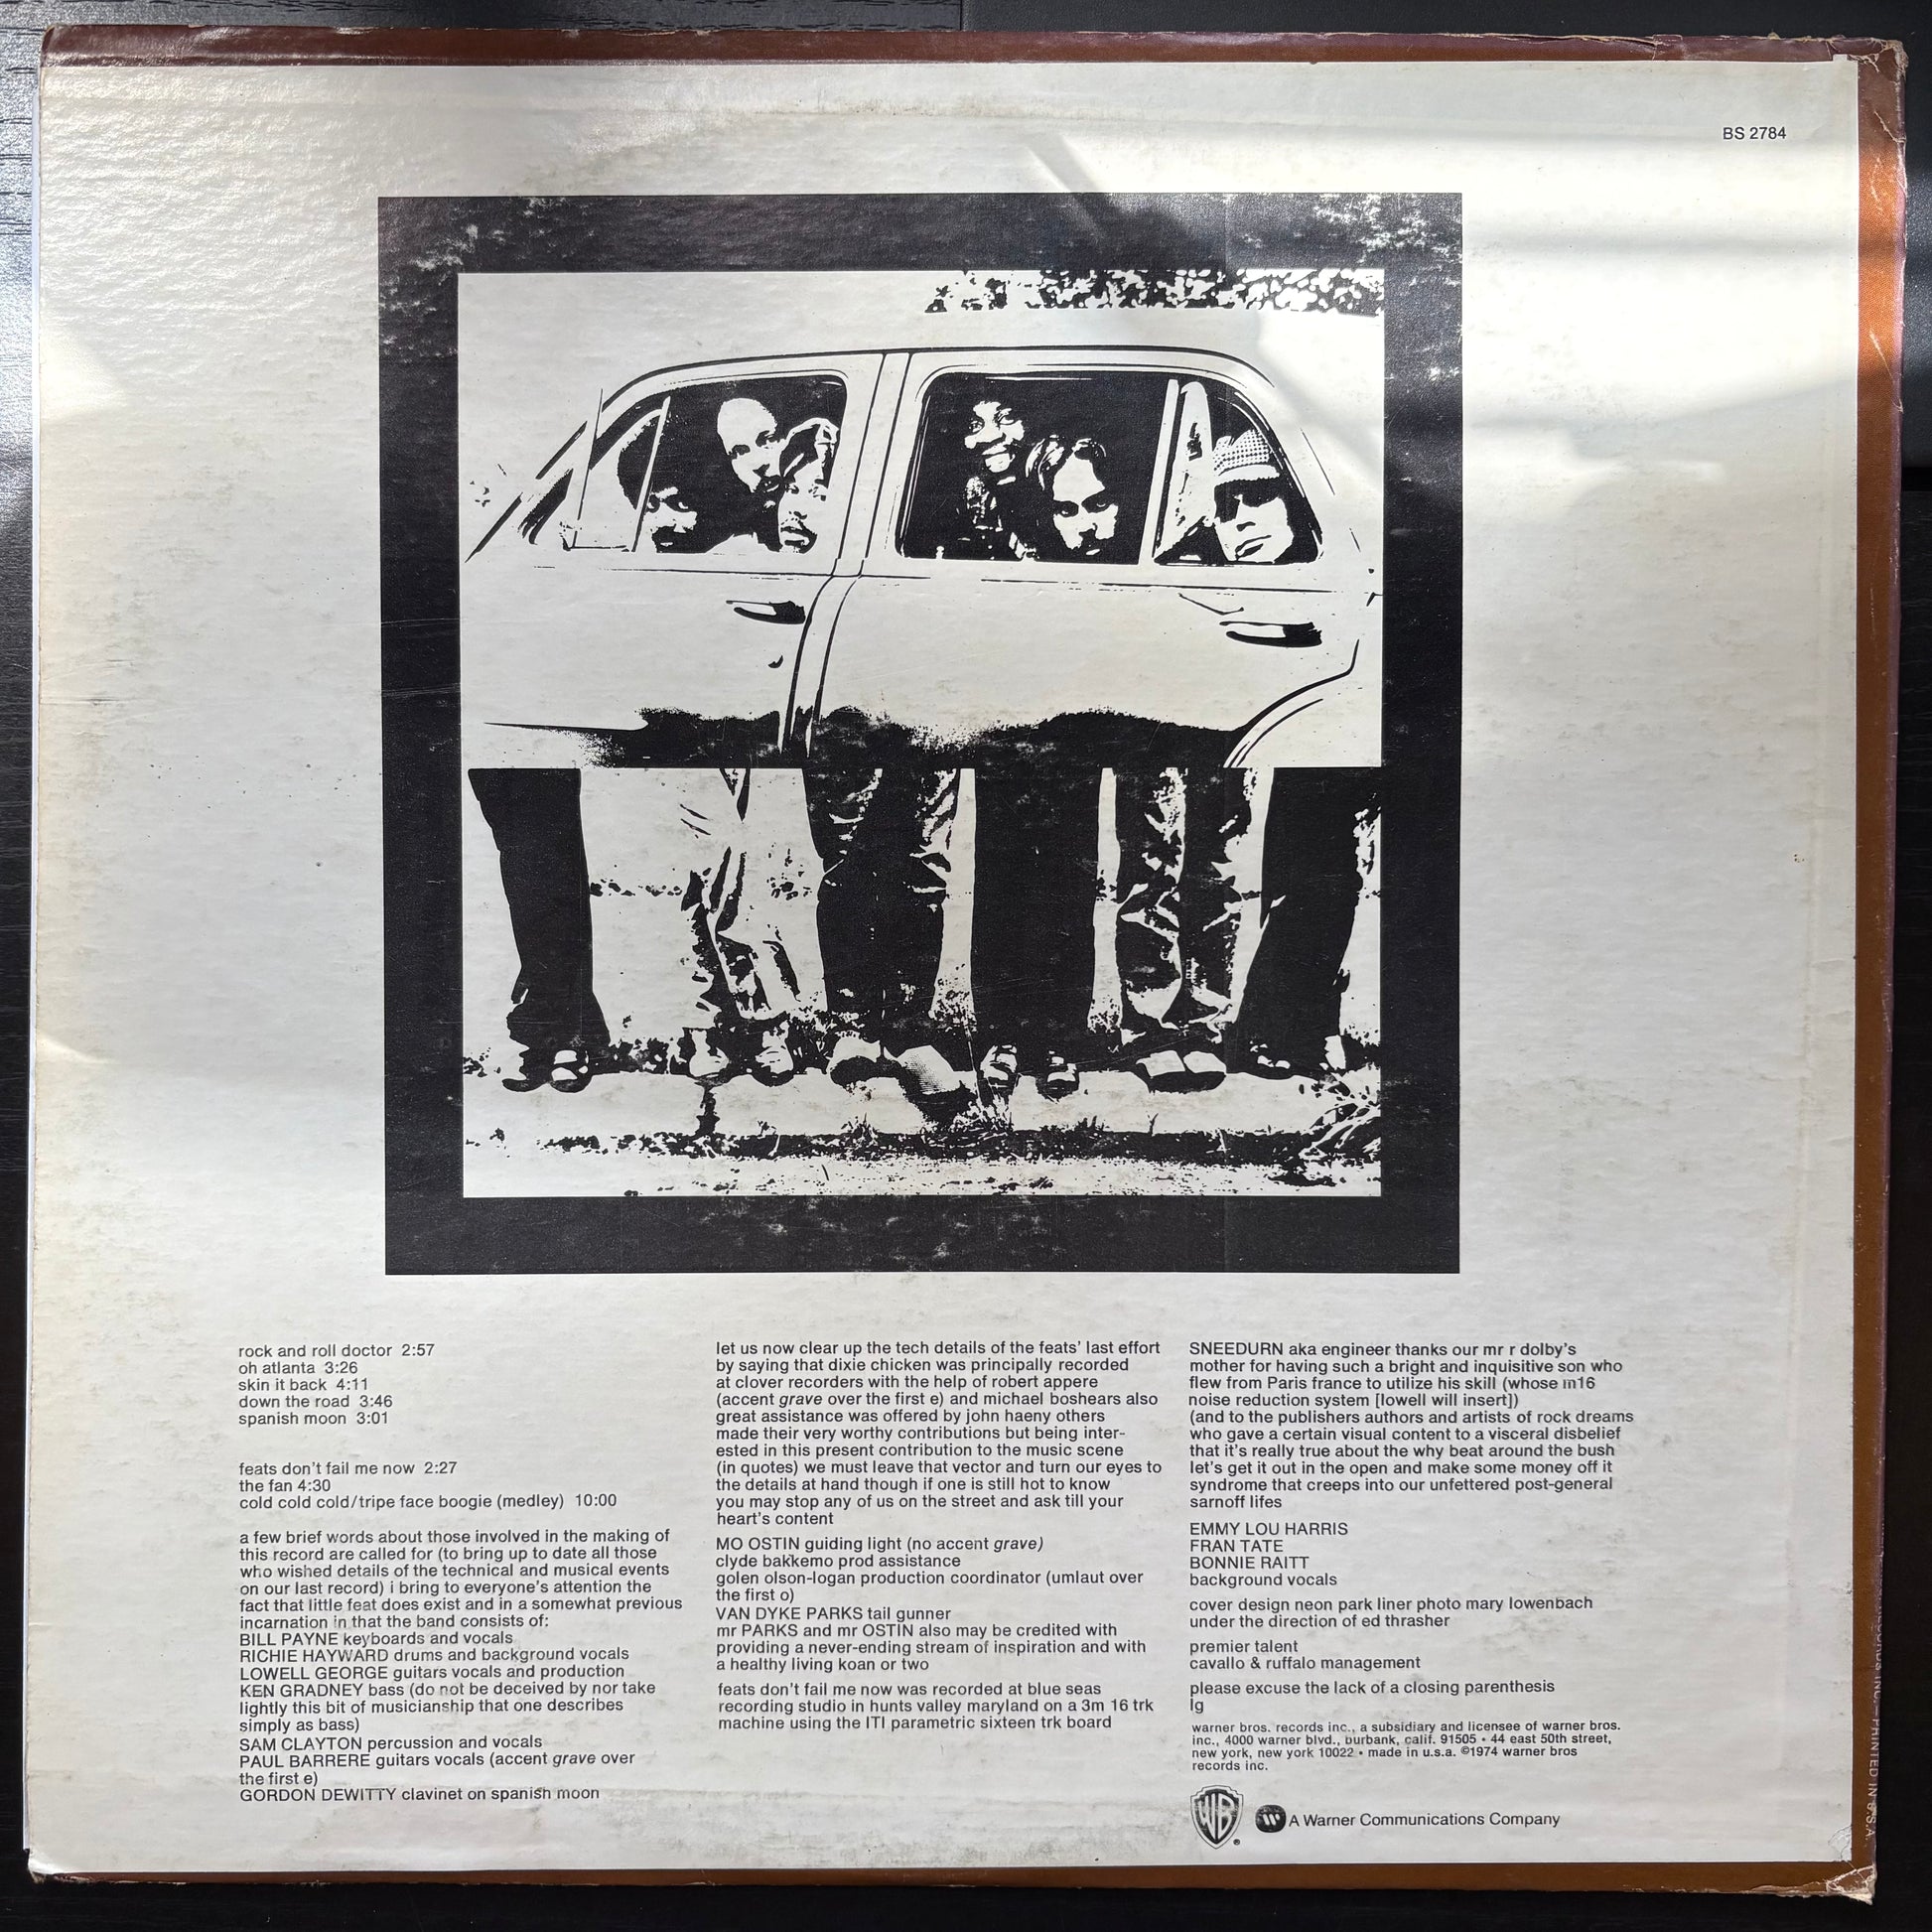 BS 2784
rock and roll doctor 2:57
oh atlanta 3:26
skin it back 4:11
down the road 3:46
spanish moon 3:01
feats don't fail me now 2:27
the fan 4:30
cold cold cold/tripe face boogie (medley) 10:00
a few brief words about those involved in the making of
this record are called for (to bring up to date all those
who wished details of the technical and musical events
on our last record) i bring to everyone's attention the
fact that little feat does exist and in a somewhat previous
incarnation in that the band consists of:
BILL PAYNE keyboards and vocals
RICHIE HAYWARD drums and background vocals
LOWELL GEORGE guitars vocals and production
KEN GRADNEY bass (do not be deceived by nor take
lightly this bit of musicianship that one describes
simply as bass)
SAM CLAYTON percussion and vocals
PAUL BARRERE guitars vocals (accent grave over
the first e)
GORDON DEWITTY clavinet on spanish moon
let us now clear up the tech details of the feats' last effort
by saying that dixie chicken was principally recorded
at clover recorders with the help of robert appere
(accent grave over the first e) and michael boshears also
great assistance was offered by john haeny others
made their very worthy contributions but being inter-
ested in this present contribution to the music scene
(in quotes) we must leave that vector and turn our eyes to
the details at hand though if one is still hot to know
you may stop any of us on the street and ask till your
heart's content
MO OSTIN guiding light (no accent grave)
clyde bakkemo prod assistance
golen olson-logan production coordinator (umlaut over
the first o)
VAN DYKE PARKS tail gunner
mr PARKS and mr OSTIN also may be credited with
providing a never-ending stream of inspiration and with
a healthy living koan or two
feats don't fail me now was recorded at blue seas
recording studio in hunts valley maryland on a 3m 16 trk
machine using the ITI parametric sixteen trk board
SNEEDURN aka engineer thanks our mr r dolby's
mother for having such a bright and inquisitive son who
flew from Paris france to utilize his skill (whose m16
noise reduction system [lowell will insert])
(and to the publishers authors and artists of rock dreams
who gave a certain visual content to a visceral disbelief
that it's really true about the why beat around the bush
let's get it out in the open and make some money off it
syndrome that creeps into our unfettered post-general
sarnoff lifes
EMMY LOU HARRIS
FRAN TATE
BONNIE RAITT
background vocals
cover design neon park liner photo mary lowenbach
under the direction of ed thrasher
premier talent
cavallo & ruffalo management
please excuse the lack of a closing parenthesis
lg
warner bros. records inc., a subsidiary and licensee of warner bros.
inc., 4000 warner blvd., burbank, calif. 91505 • 44 east 50th street,
new york, new york 10022 • made in u.s.a. ©1974 warner bros
records inc.
WB
A Warner Communications Company
PRINTED IN U.S.A.